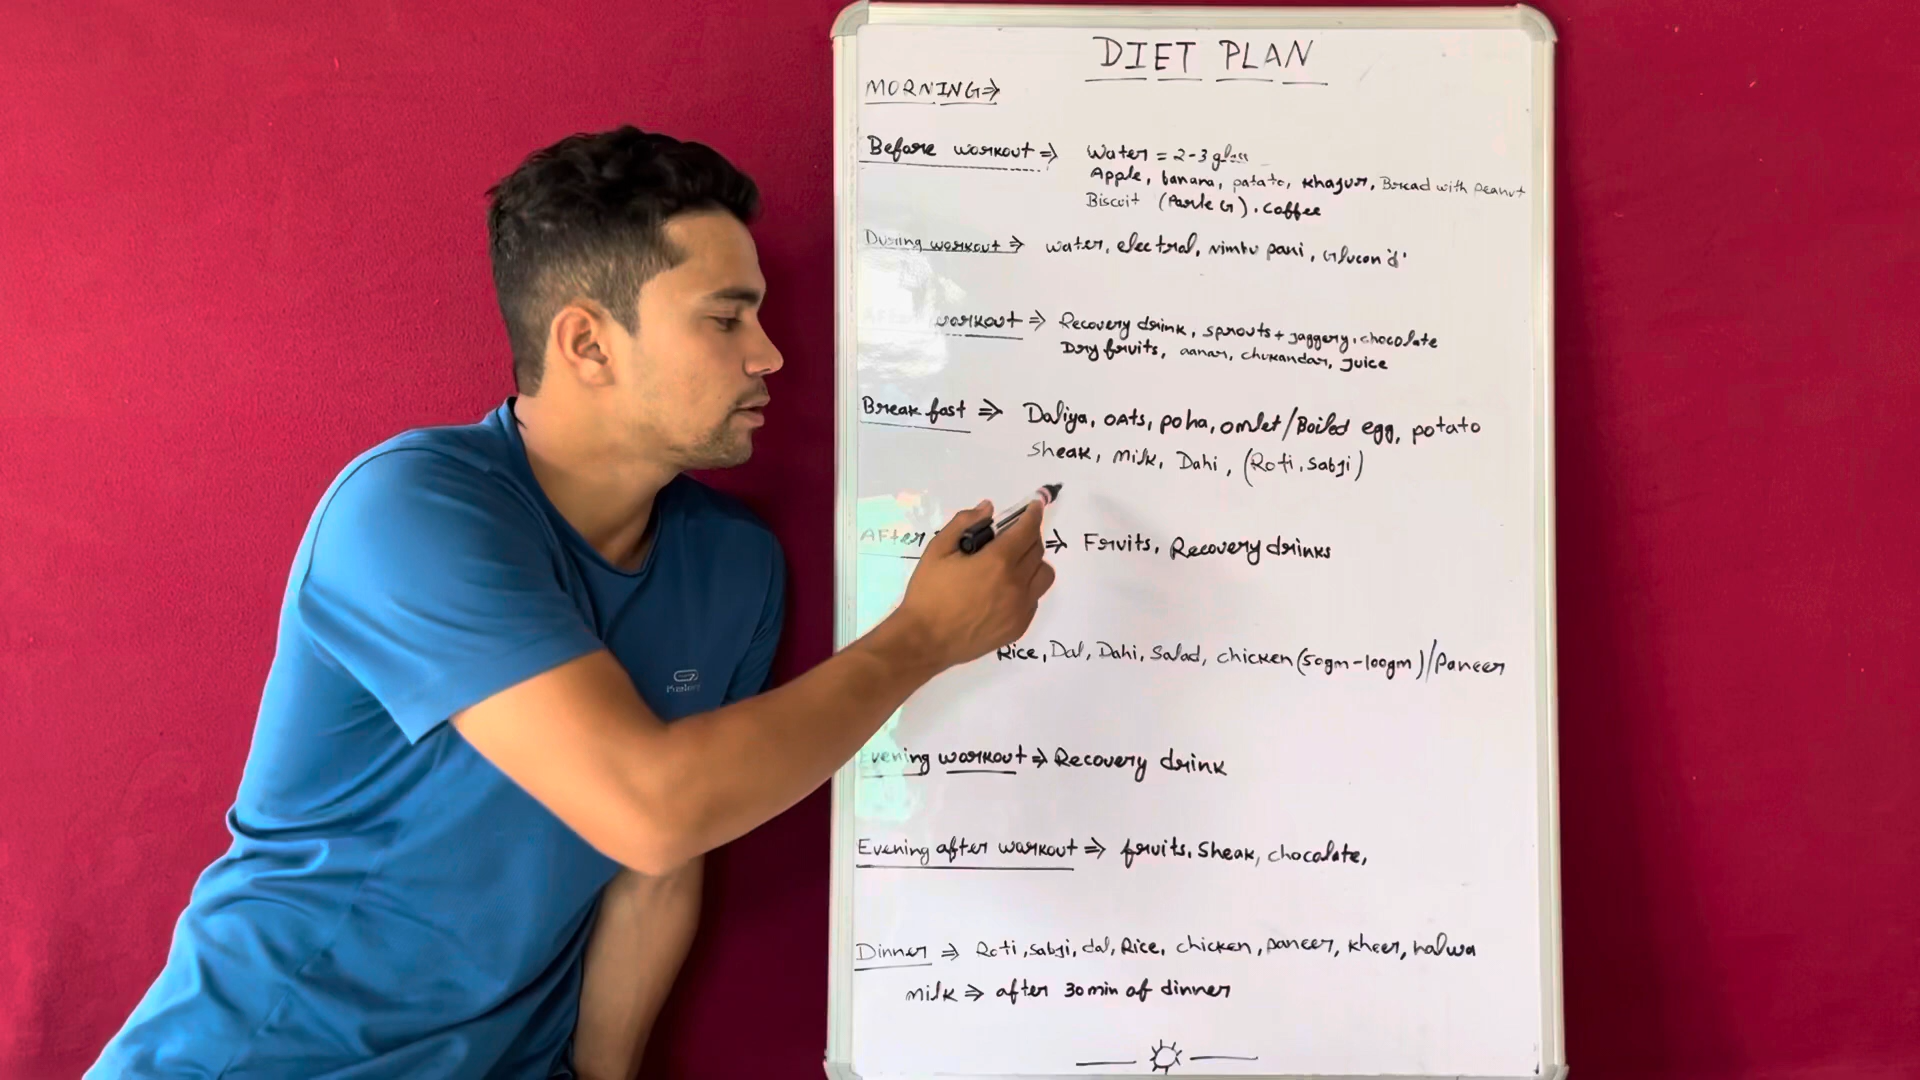 DIET PLAN
MORNING⇒
Before workout ⇒ Water = 2-3 glass
Apple, banana, patato, khajur, Bread with Peanut
Biscuit (Parle G). Coffee
During workout ⇒ water, electral, nimbu pani, Glucon 'd'
workout ⇒ Recovery drink, sprouts + jaggery, chocolate
Dry fruits, aanar, chukandar, Juice
Break fast ⇒ Daliya, OATS, Poha, omlet/Boiled egg, potato
Sheak, Milk, Dahi, (Roti, Sabji)
AFter ⇒ Fruits, Recovery drinks
Rice, Dal, Dahi, Salad, chicken (50gm-100gm)/Paneer
Evening workout ⇒ Recovery drink
Evening after workout ⇒ fruits, Sheak, chocolate,
Dinner ⇒ Roti, sabji, dal, Rice, chicken, paneer, kheer, halwa
milk ⇒ after 30 min of dinner